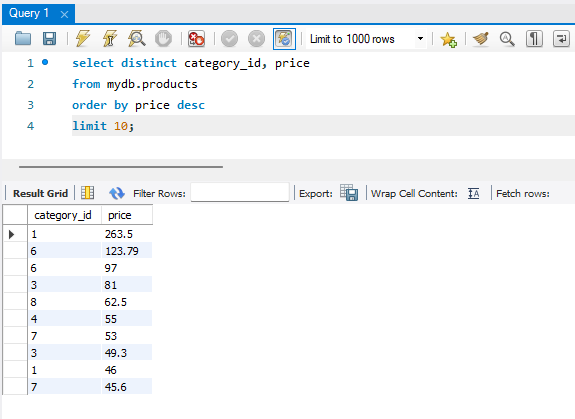 Query 1
Limit to 1000 rows
1 select distinct category_id, price
2 from mydb.products
3 order by price desc
4 limit 10;
Result Grid Filter Rows: Export: Wrap Cell Content: Fetch rows:
category_id price
1 263.5
6 123.79
6 97
3 81
8 62.5
4 55
7 53
3 49.3
1 46
7 45.6